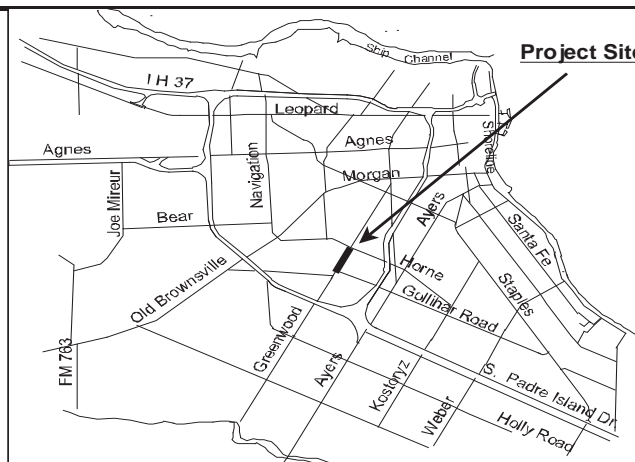 Ship Channel
Project Site
I H 37
Leopard
Shoreline
Agnes
Agnes
Navigation
Morgan
Joe Mireur
Ayers
Bear
Santa Fe
Horne
Old Brownsville
Staples
Gollihar Road
Greenwood
FM 763
Ayers
Kostoryz
S. Padre Island Dr.
Weber
Holly Road